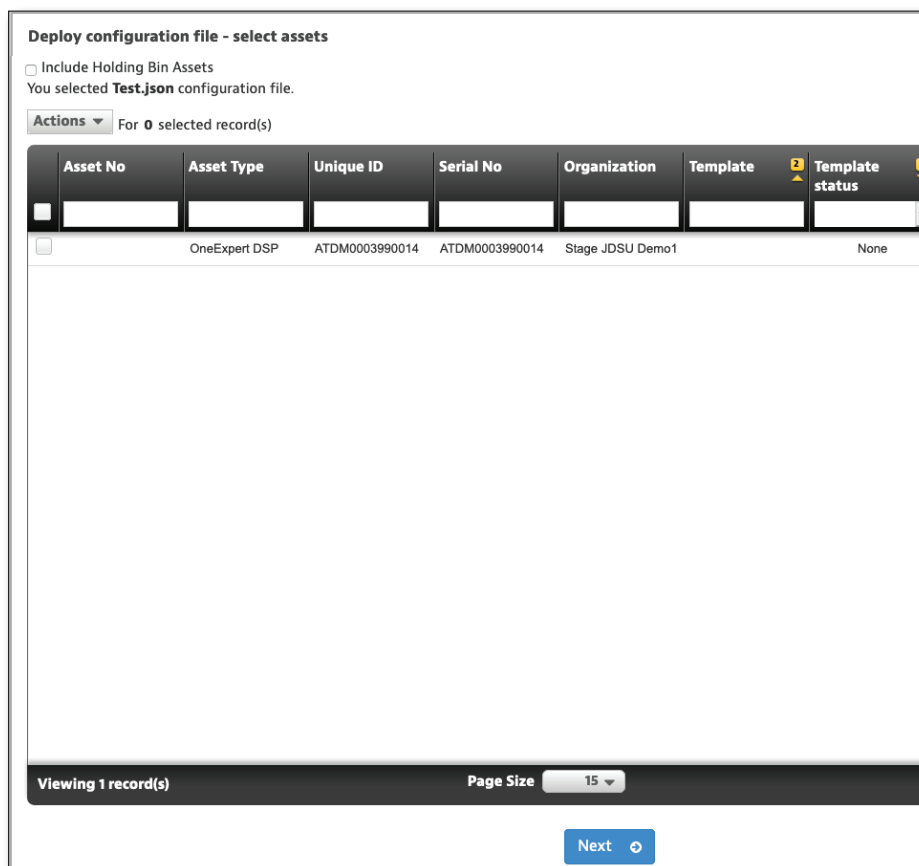 Deploy configuration file - select assets
Include Holding Bin Assets
You selected Test.json configuration file.
Actions For 0 selected record(s)
Asset No Asset Type Unique ID Serial No Organization Template 2 Template status
OneExpert DSP ATDM0003990014 ATDM0003990014 Stage JDSU Demo1 None
Viewing 1 record(s) Page Size 15
Next